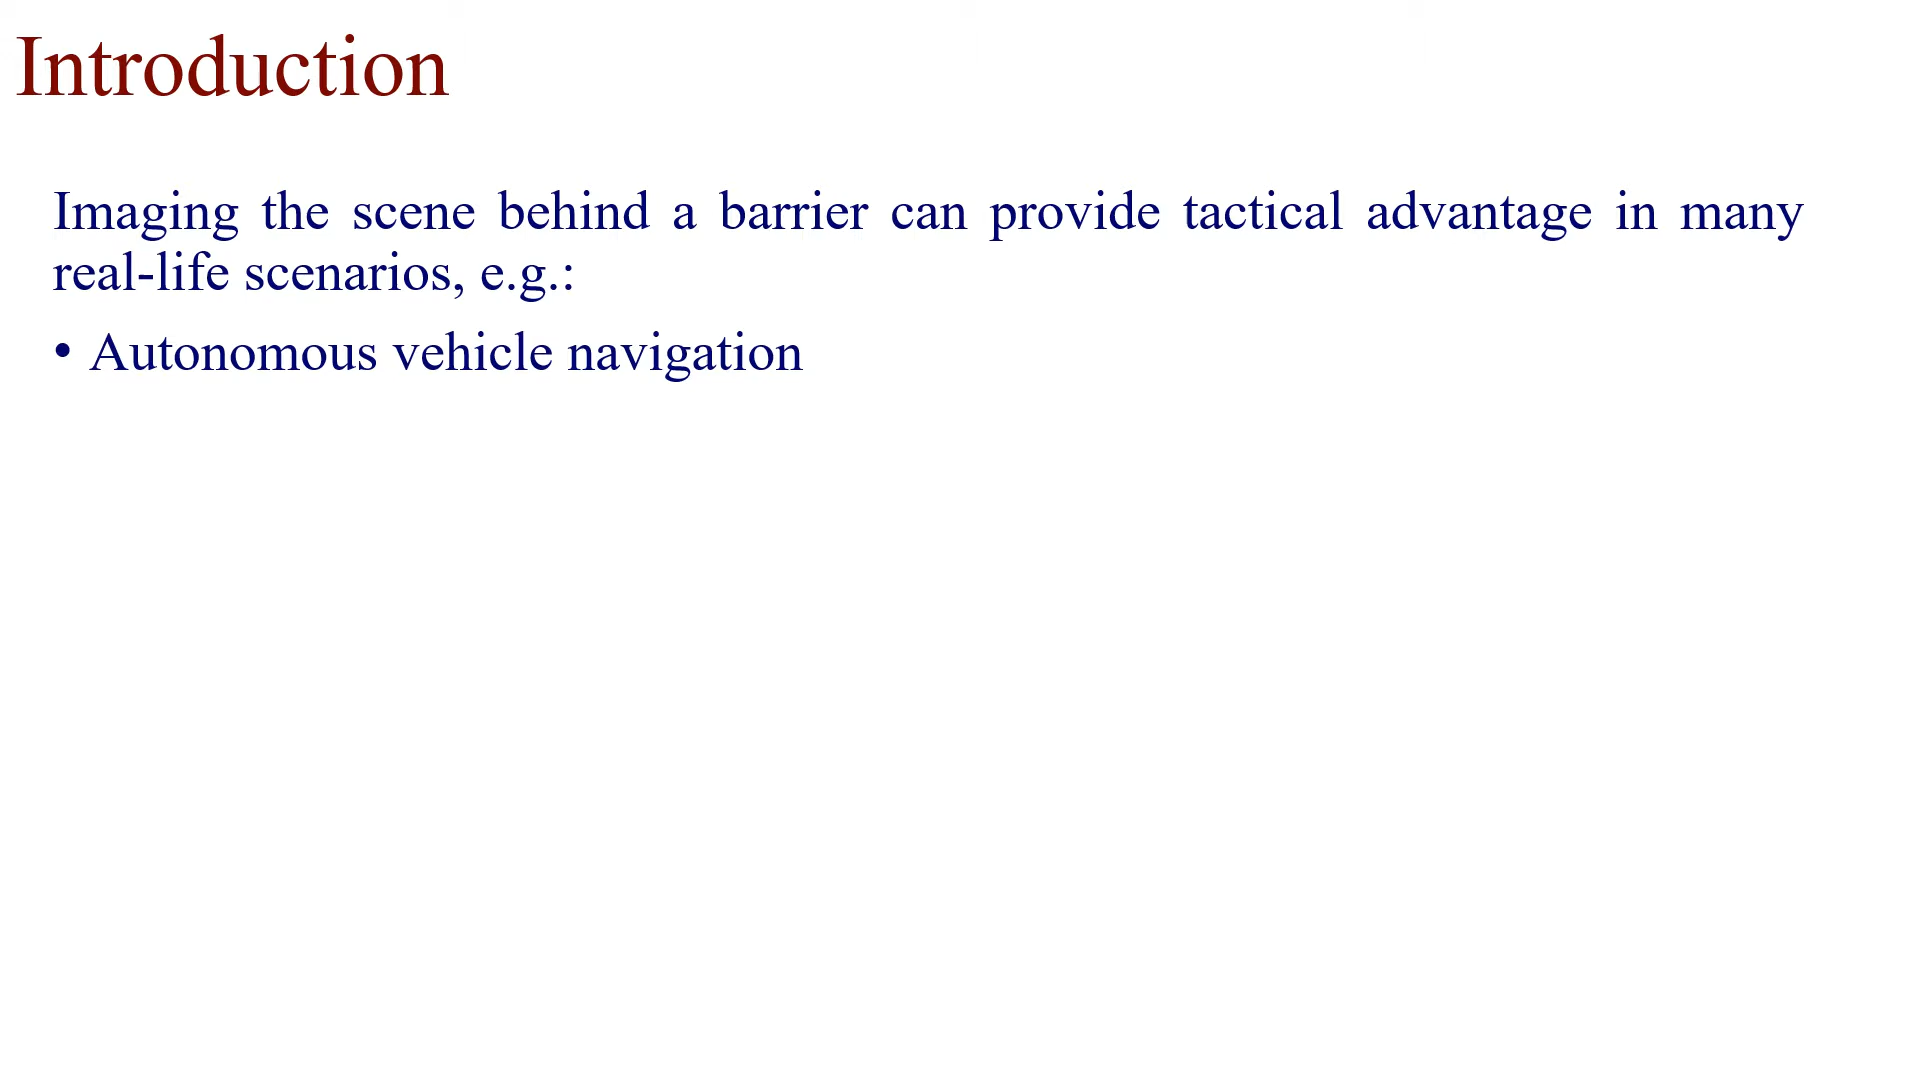 Introduction
Imaging the scene behind a barrier can provide tactical advantage in many
real-life scenarios, e.g.:
• Autonomous vehicle navigation